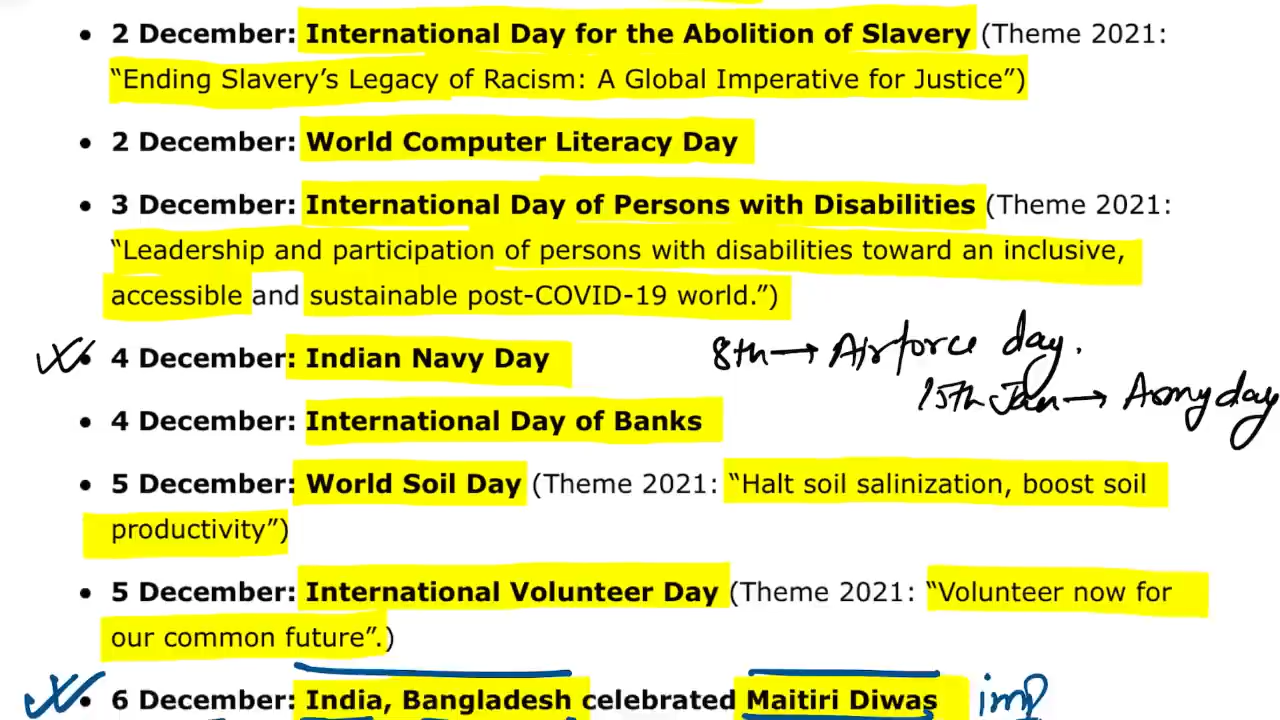 • 2 December: International Day for the Abolition of Slavery (Theme 2021:
“Ending Slavery’s Legacy of Racism: A Global Imperative for Justice”)
• 2 December: World Computer Literacy Day
• 3 December: International Day of Persons with Disabilities (Theme 2021:
“Leadership and participation of persons with disabilities toward an inclusive,
accessible and sustainable post-COVID-19 world.”)
• 4 December: Indian Navy Day
8th → Airforce day.
15th Jan → Army day
• 4 December: International Day of Banks
• 5 December: World Soil Day (Theme 2021: “Halt soil salinization, boost soil
productivity”)
• 5 December: International Volunteer Day (Theme 2021: “Volunteer now for
our common future”.)
• 6 December: India, Bangladesh celebrated Maitiri Diwas imp